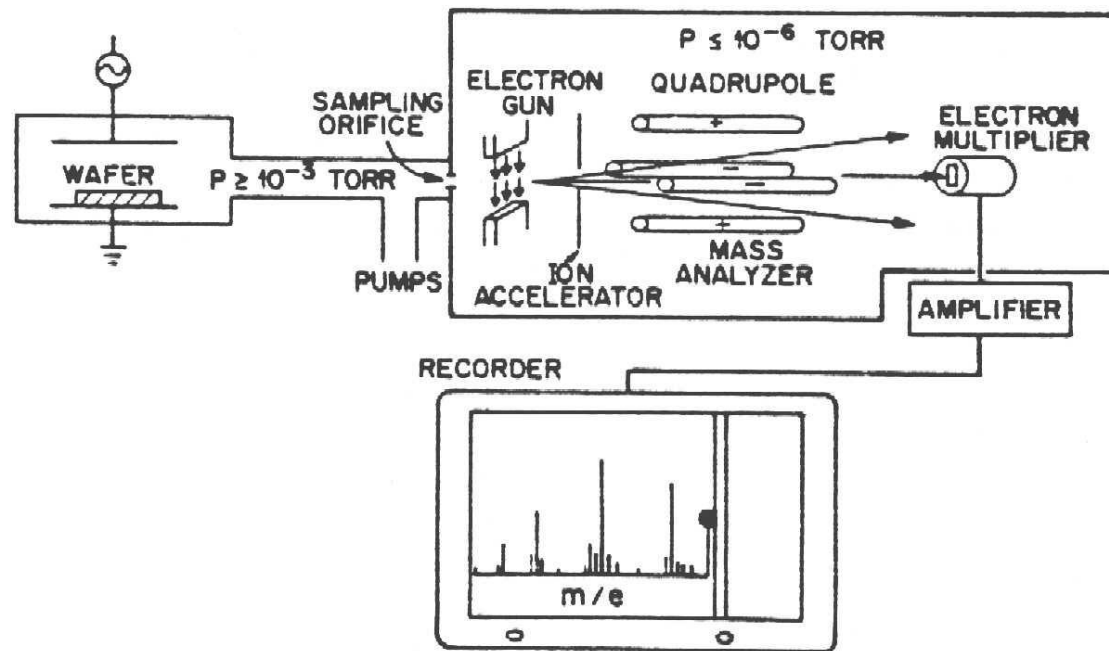 P ≤ 10⁻⁶ TORR
ELECTRON
GUN
QUADRUPOLE
SAMPLING
ORIFICE
ELECTRON
MULTIPLIER
WAFER
P ≥ 10⁻³ TORR
+
−
−
+
MASS
ANALYZER
ION
ACCELERATOR
PUMPS
AMPLIFIER
RECORDER
m/e